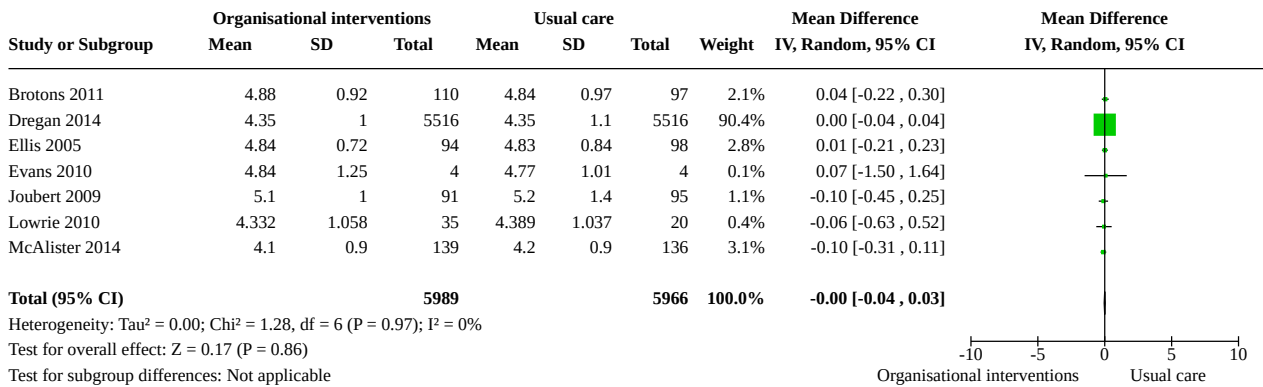 Organisational interventions Usual care Mean Difference Mean Difference
Study or Subgroup Mean SD Total Mean SD Total Weight IV, Random, 95% CI IV, Random, 95% CI
Brotons 2011 4.88 0.92 110 4.84 0.97 97 2.1% 0.04 [-0.22 , 0.30]
Dregan 2014 4.35 1 5516 4.35 1.1 5516 90.4% 0.00 [-0.04 , 0.04]
Ellis 2005 4.84 0.72 94 4.83 0.84 98 2.8% 0.01 [-0.21 , 0.23]
Evans 2010 4.84 1.25 4 4.77 1.01 4 0.1% 0.07 [-1.50 , 1.64]
Joubert 2009 5.1 1 91 5.2 1.4 95 1.1% -0.10 [-0.45 , 0.25]
Lowrie 2010 4.332 1.058 35 4.389 1.037 20 0.4% -0.06 [-0.63 , 0.52]
McAlister 2014 4.1 0.9 139 4.2 0.9 136 3.1% -0.10 [-0.31 , 0.11]
Total (95% CI) 5989 5966 100.0% -0.00 [-0.04 , 0.03]
Heterogeneity: Tau² = 0.00; Chi² = 1.28, df = 6 (P = 0.97); I² = 0%
Test for overall effect: Z = 0.17 (P = 0.86)
-10 -5 0 5 10
Test for subgroup differences: Not applicable Organisational interventions Usual care